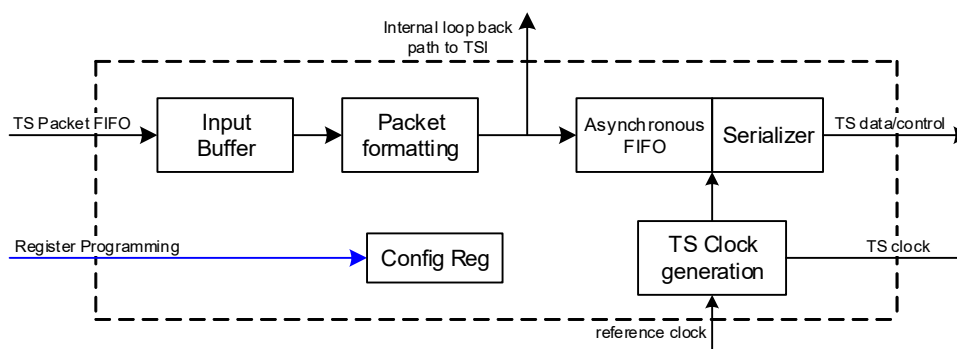 Internal loop back
path to TSI
TS Packet FIFO
Input
Buffer
Packet
formatting
Asynchronous
FIFO
Serializer
TS data/control
Register Programming
Config Reg
TS Clock
generation
TS clock
reference clock